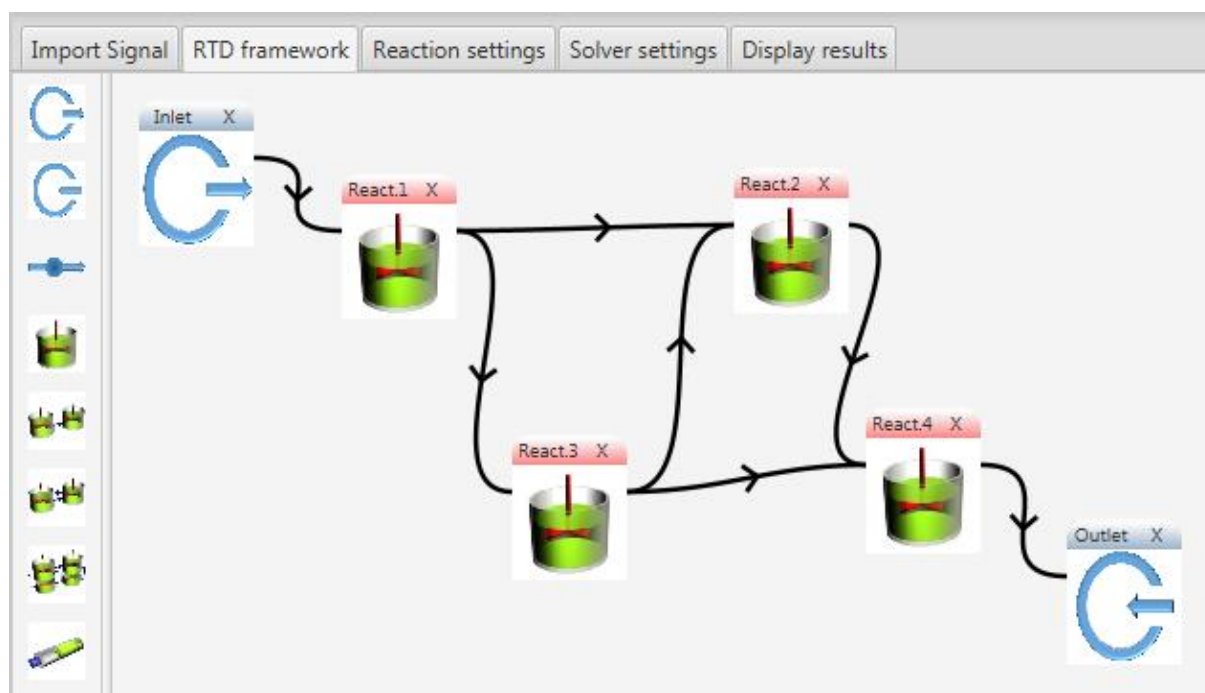 Import Signal RTD framework Reaction settings Solver settings Display results
Inlet X
React.1 X
React.2 X
React.3 X
React.4 X
Outlet X